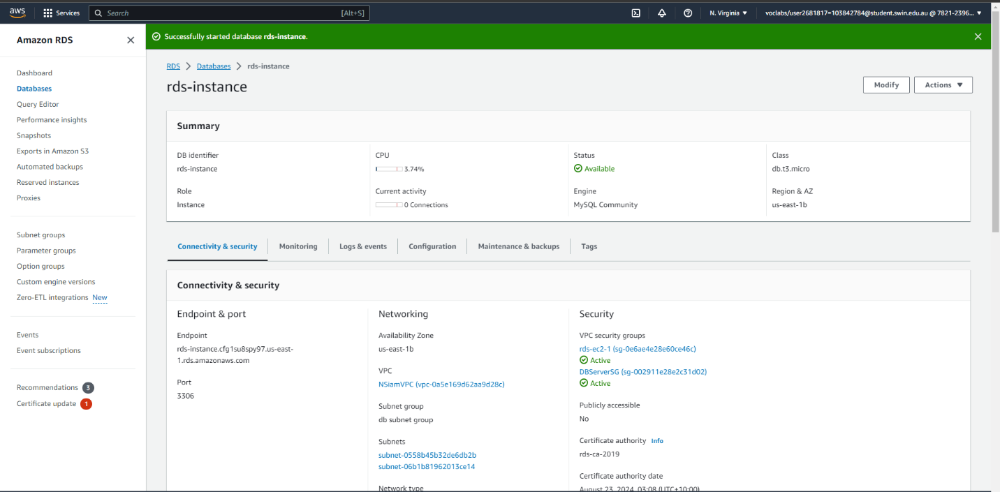 aws
Services
Search
[Alt+S]
N. Virginia
voclabs/user2681817=103842784@student.swin.edu.au @ 7821-2396...
Amazon RDS
Successfully started database rds-instance.
Dashboard
Databases
Query Editor
Performance insights
Snapshots
Exports in Amazon S3
Automated backups
Reserved instances
Proxies
Subnet groups
Parameter groups
Option groups
Custom engine versions
Zero-ETL integrations New
Events
Event subscriptions
Recommendations 3
Certificate update 1
RDS > Databases > rds-instance
rds-instance
Modify
Actions
Summary
DB identifier
rds-instance
CPU
3.74%
Status
Available
Class
db.t3.micro
Role
Instance
Current activity
0 Connections
Engine
MySQL Community
Region & AZ
us-east-1b
Connectivity & security
Monitoring
Logs & events
Configuration
Maintenance & backups
Tags
Connectivity & security
Endpoint & port
Endpoint
rds-instance.cfg1su8spy97.us-east-
1.rds.amazonaws.com
Port
3306
Networking
Availability Zone
us-east-1b
VPC
NSiamVPC (vpc-0a5e169d62aa9d28c)
Subnet group
db subnet group
Subnets
subnet-0558b45b32de6db2b
subnet-06b1b81962013ce14
Network type
Security
VPC security groups
rds-ec2-1 (sg-0e6ae4e28e60ce46c)
Active
DBServerSG (sg-002911e28e2c31d02)
Active
Publicly accessible
No
Certificate authority Info
rds-ca-2019
Certificate authority date
August 23, 2024, 03:08 (UTC+10:00)